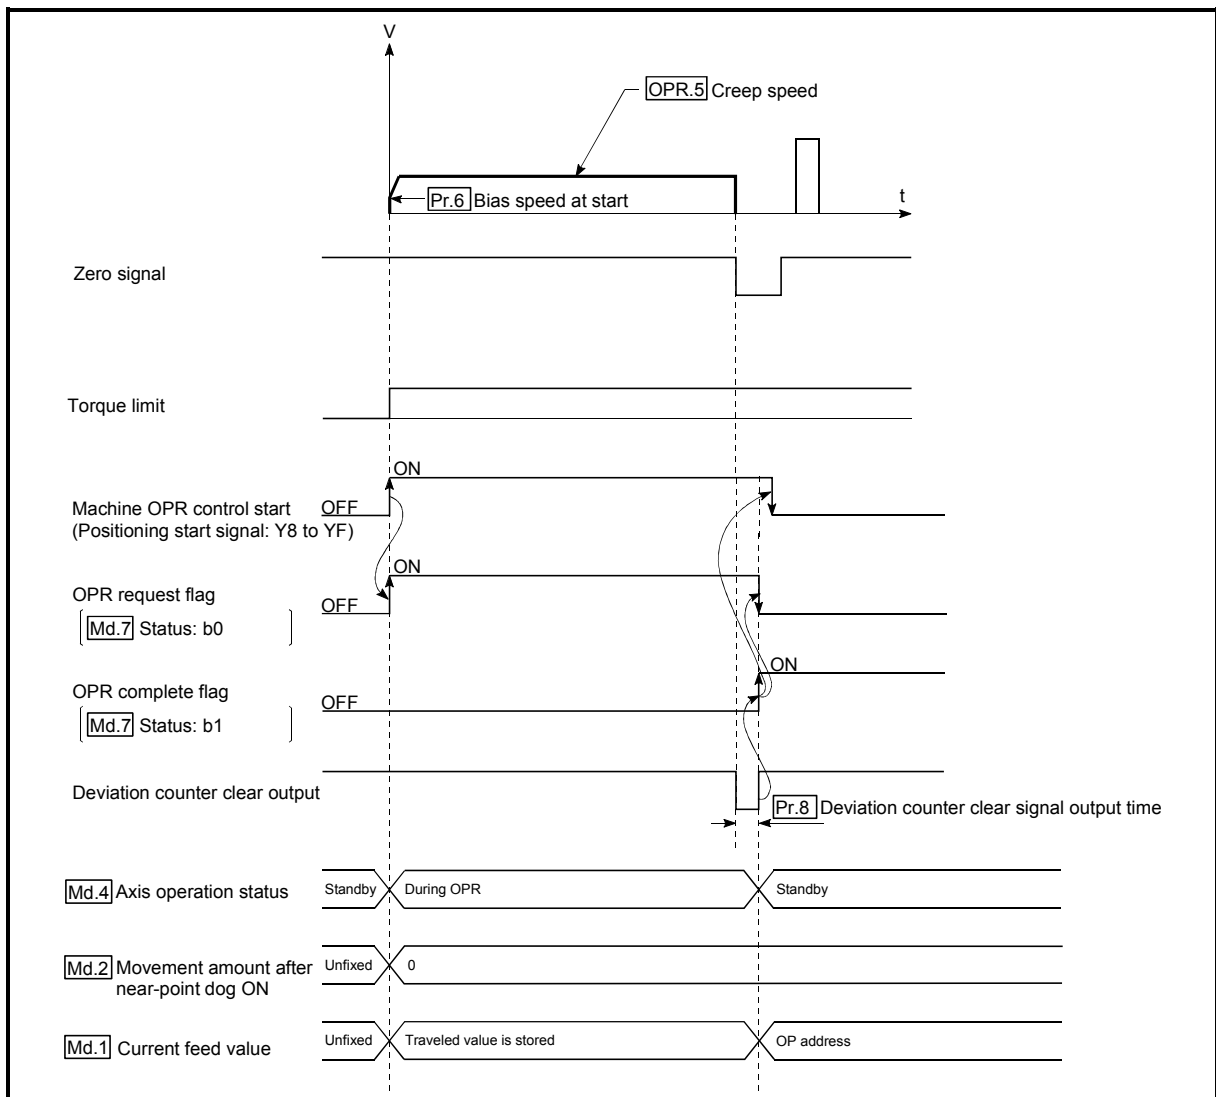 V
OPR.5 Creep speed
Pr.6 Bias speed at start
t
Zero signal
Torque limit
ON
Machine OPR control start
OFF
(Positioning start signal: Y8 to YF)
ON
OPR request flag
OFF
Md.7 Status: b0
ON
OPR complete flag
OFF
Md.7 Status: b1
Deviation counter clear output
Pr.8 Deviation counter clear signal output time
Md.4 Axis operation status
Standby
During OPR
Standby
Md.2 Movement amount after
near-point dog ON
Unfixed
0
Md.1 Current feed value
Unfixed
Traveled value is stored
OP address